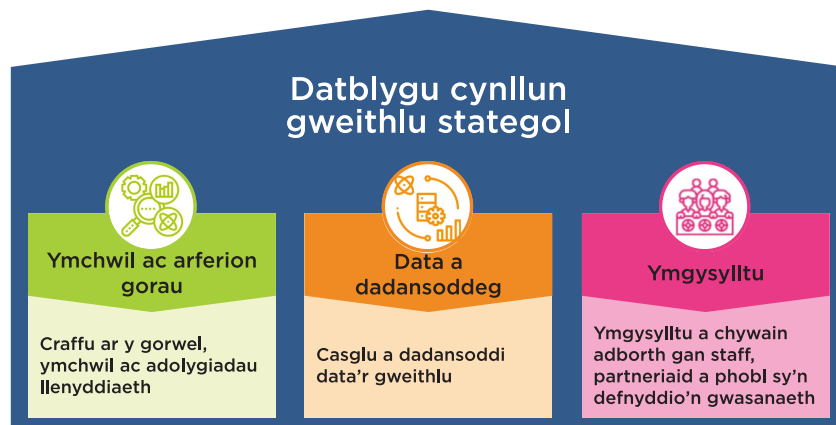 Datblygu cynllun
gweithlu stategol
Ymchwil ac arferion
gorau
Craffu ar y gorwel,
ymchwil ac adolygiadau
llenyddiaeth
Data a
dadansoddeg
Casglu a dadansoddi
data'r gweithlu
Ymgysylltu
Ymgysylltu a chywain
adborth gan staff,
partneriaid a phobl sy'n
defnyddio'n gwasanaeth